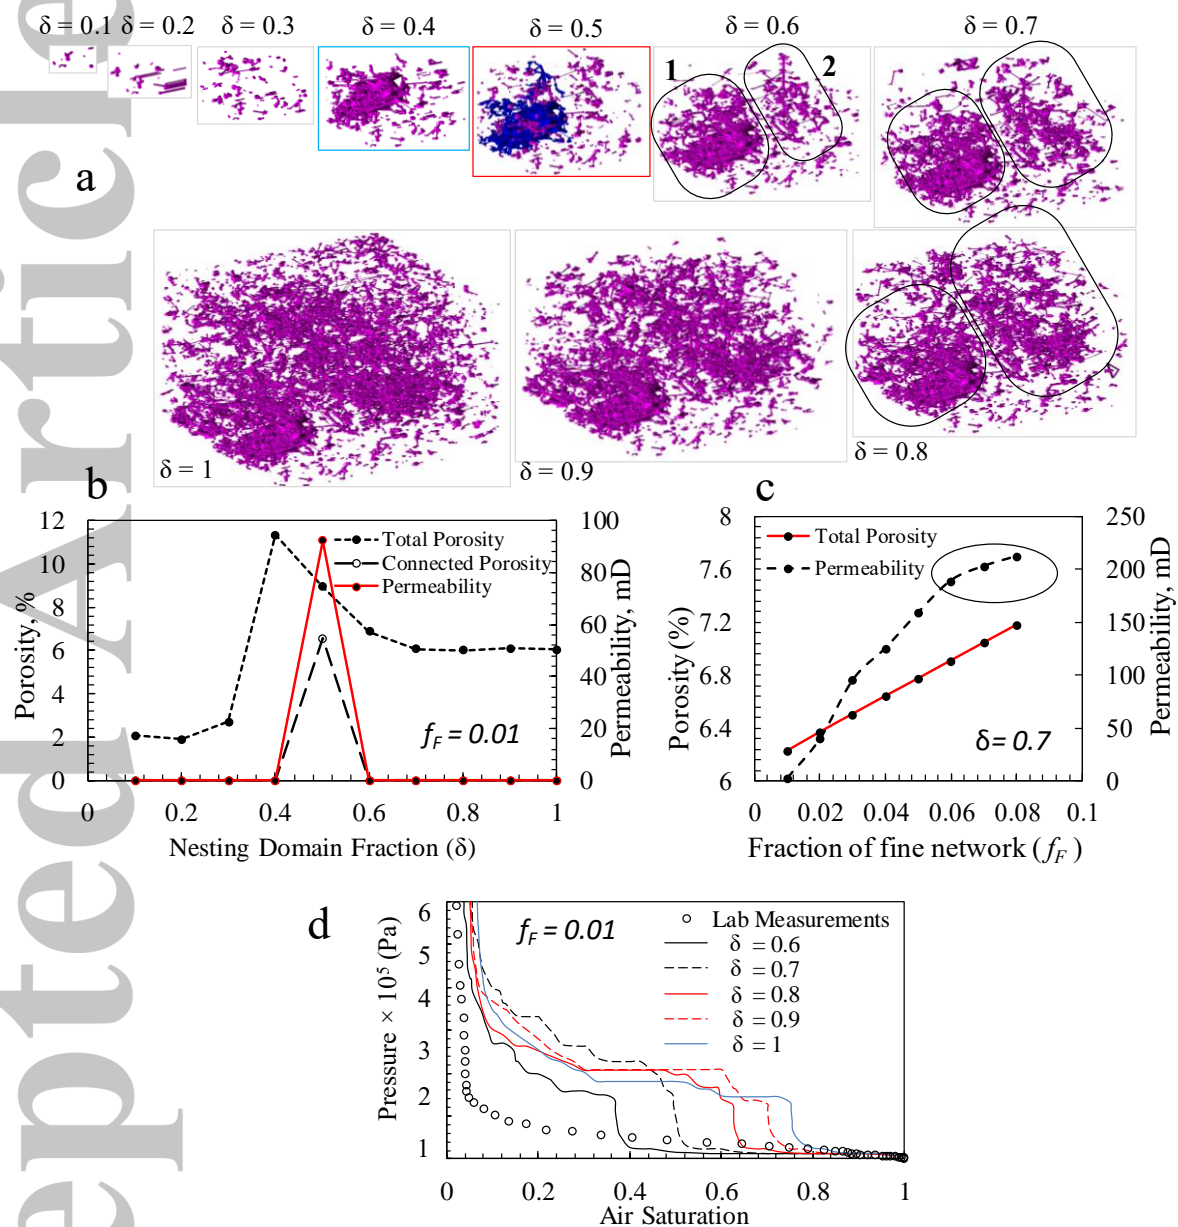 δ = 0.1 δ = 0.2 δ = 0.3 δ = 0.4 δ = 0.5 δ = 0.6 δ = 0.7
1 2
a
δ = 1 δ = 0.9 δ = 0.8
b
12
10
8
6
4
2
0
Porosity, %
100
80
60
40
20
0
Permeability, mD
Total Porosity
Connected Porosity
Permeability
f_F = 0.01
0 0.2 0.4 0.6 0.8 1
Nesting Domain Fraction (δ)
c
8
7.6
7.2
6.8
6.4
6
Porosity (%)
250
200
150
100
50
0
Permeability, mD
Total Porosity
Permeability
δ= 0.7
0 0.02 0.04 0.06 0.08 0.1
Fraction of fine network (f_F )
d
6
5
4
3
2
1
Pressure × 10⁵ (Pa)
f_F = 0.01
Lab Measurements
δ = 0.6
δ = 0.7
δ = 0.8
δ = 0.9
δ = 1
0 0.2 0.4 0.6 0.8 1
Air Saturation
epted Article